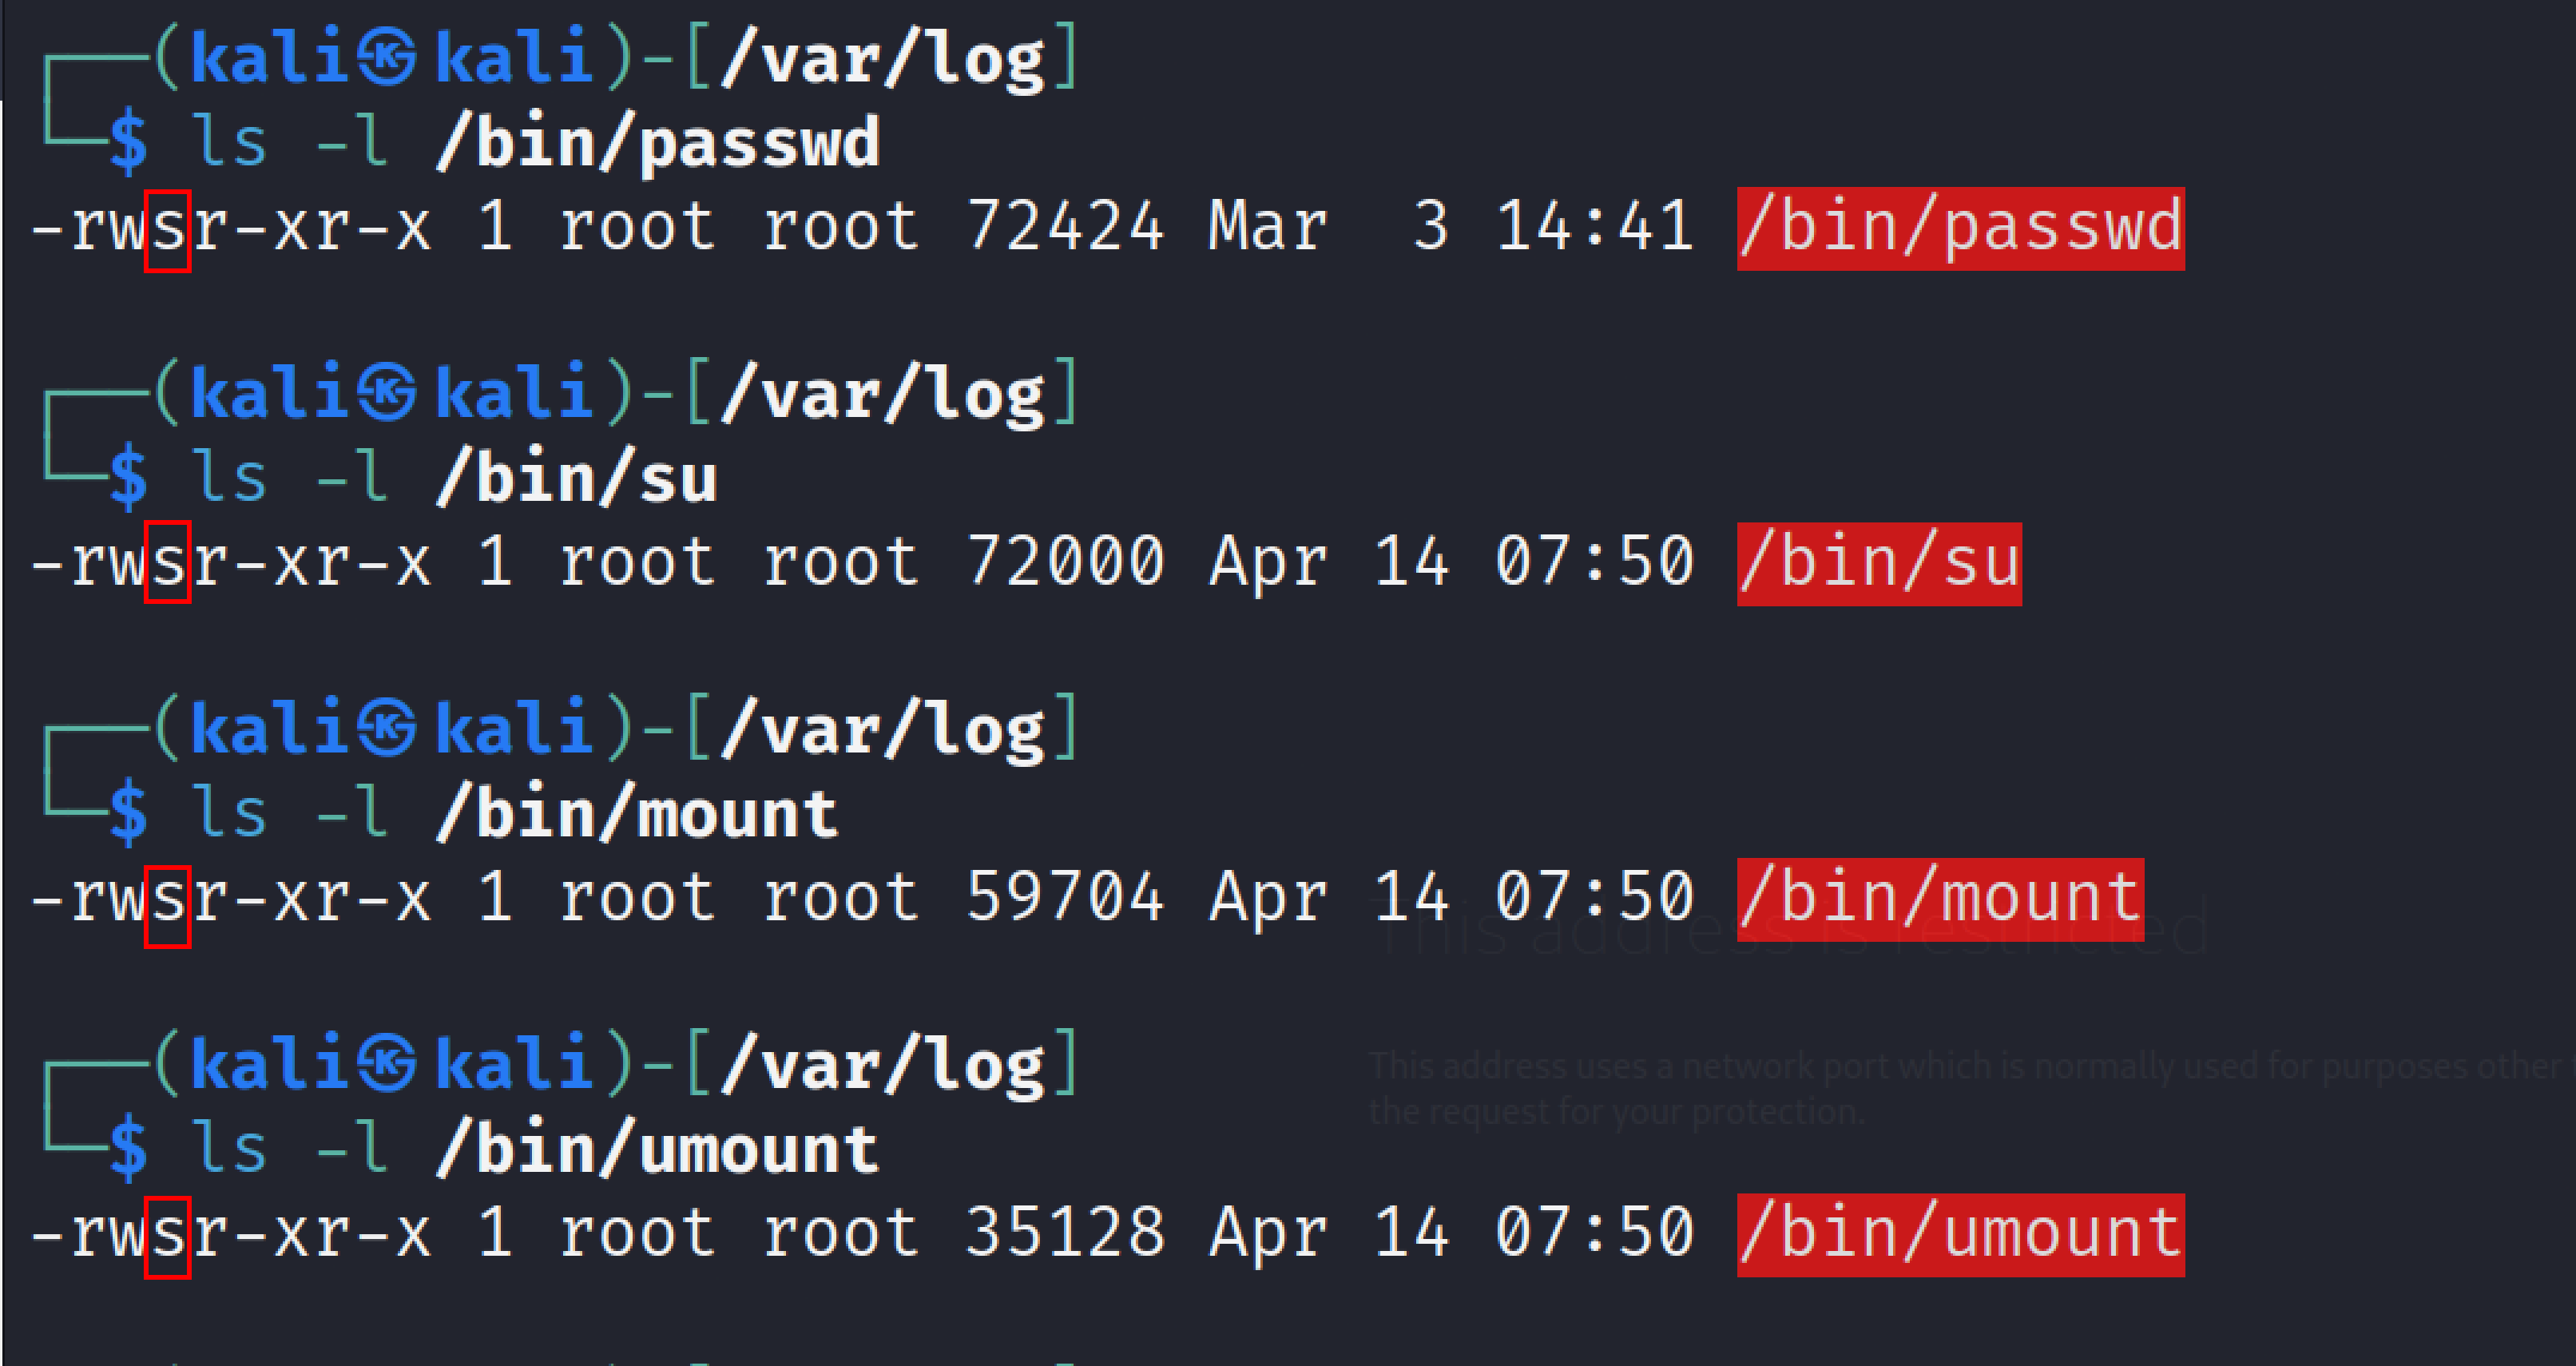 (kali㉿kali)-[/var/log]
$ ls -l /bin/passwd
-rwsr-xr-x 1 root root 72424 Mar  3 14:41 /bin/passwd
(kali㉿kali)-[/var/log]
$ ls -l /bin/su
-rwsr-xr-x 1 root root 72000 Apr 14 07:50 /bin/su
(kali㉿kali)-[/var/log]
$ ls -l /bin/mount
-rwsr-xr-x 1 root root 59704 Apr 14 07:50 /bin/mount
This address is restricted
(kali㉿kali)-[/var/log]
This address uses a network port which is normally used for purposes other
the request for your protection.
$ ls -l /bin/umount
-rwsr-xr-x 1 root root 35128 Apr 14 07:50 /bin/umount